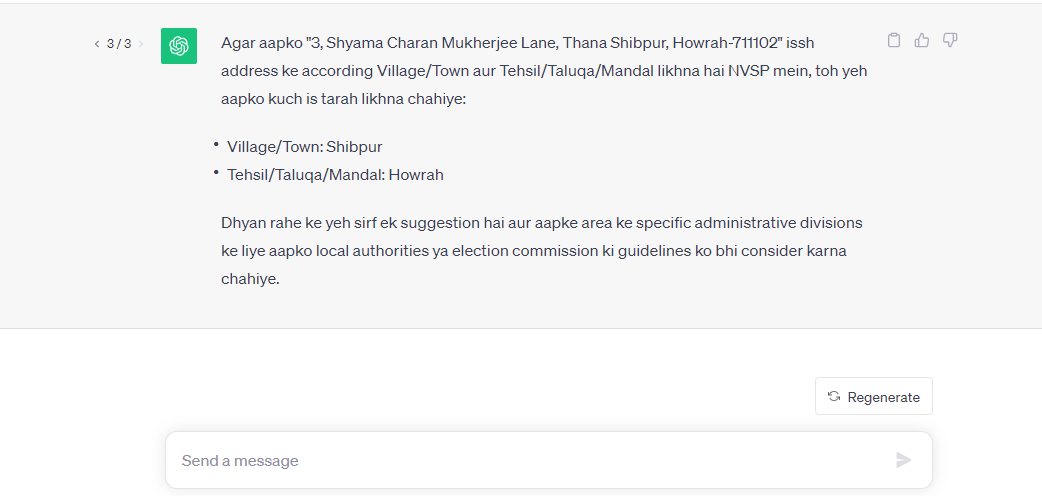 3 / 3
Agar aapko "3, Shyama Charan Mukherjee Lane, Thana Shibpur, Howrah-711102" issh
address ke according Village/Town aur Tehsil/Taluqa/Mandal likhna hai NVSP mein, toh yeh
aapko kuch is tarah likhna chahiye:
• Village/Town: Shibpur
• Tehsil/Taluqa/Mandal: Howrah
Dhyan rahe ke yeh sirf ek suggestion hai aur aapke area ke specific administrative divisions
ke liye aapko local authorities ya election commission ki guidelines ko bhi consider karna
chahiye.
Regenerate
Send a message